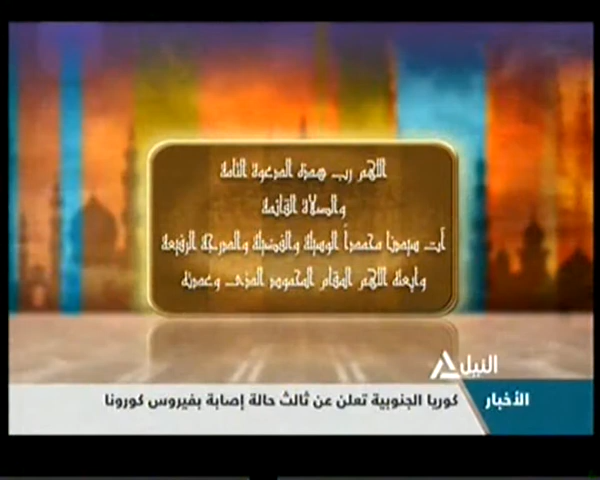 اللهم رب هذه الدعوة التامة
والصلاة القائمة
آت سيدنا محمداً الوسيلة والفضيلة والدرجة الرفيعة
وابعثه اللهم المقام المحمود الذى وعدته
النيل
الأخبار
كوريا الجنوبية تعلن عن ثالث حالة إصابة بفيروس كورونا